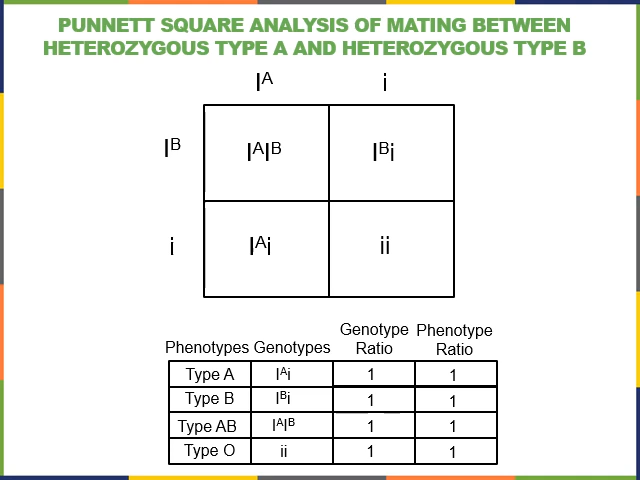 PUNNETT SQUARE ANALYSIS OF MATING BETWEEN
HETEROZYGOUS TYPE A AND HETEROZYGOUS TYPE B
Iᴬ i
Iᴮ IᴬIᴮ Iᴮi
i Iᴬi ii
Genotype Phenotype
Phenotypes Genotypes Ratio Ratio
Type A Iᴬi 1 1
Type B Iᴮi 1 1
Type AB IᴬIᴮ 1 1
Type O ii 1 1